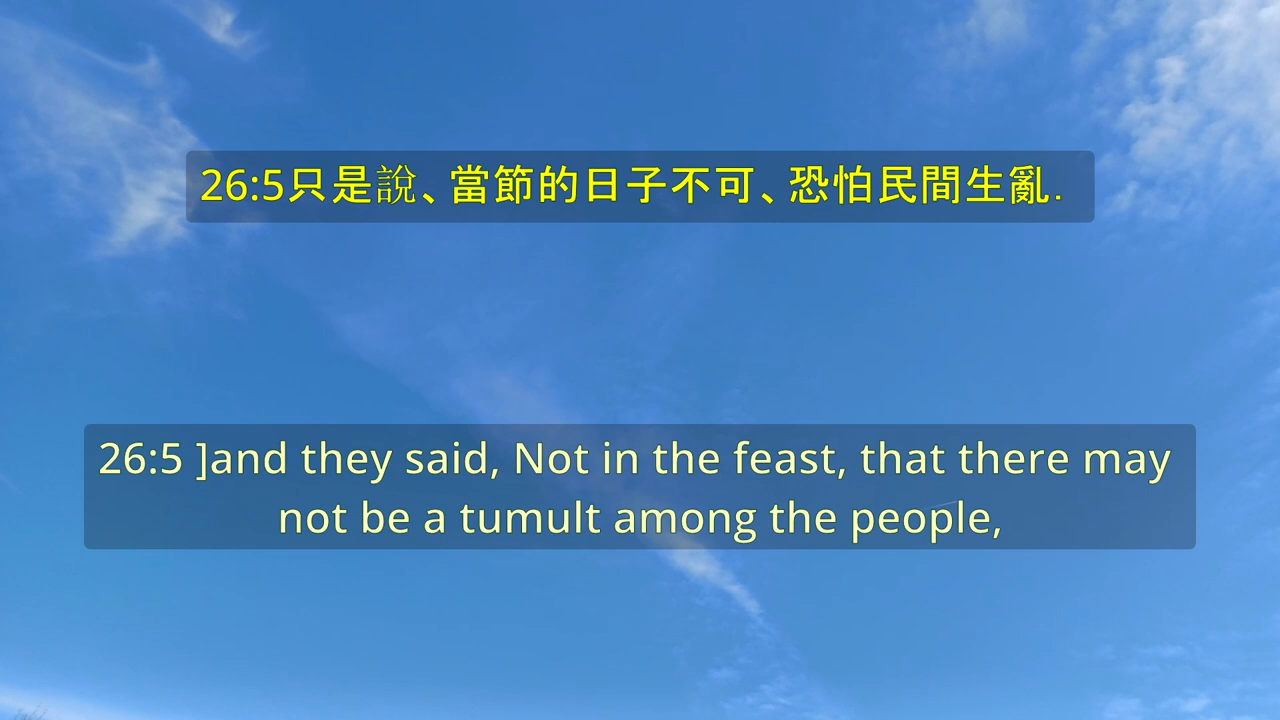 26:5只是說、當節的日子不可、恐怕民間生亂.
26:5 ]and they said, Not in the feast, that there may
not be a tumult among the people,